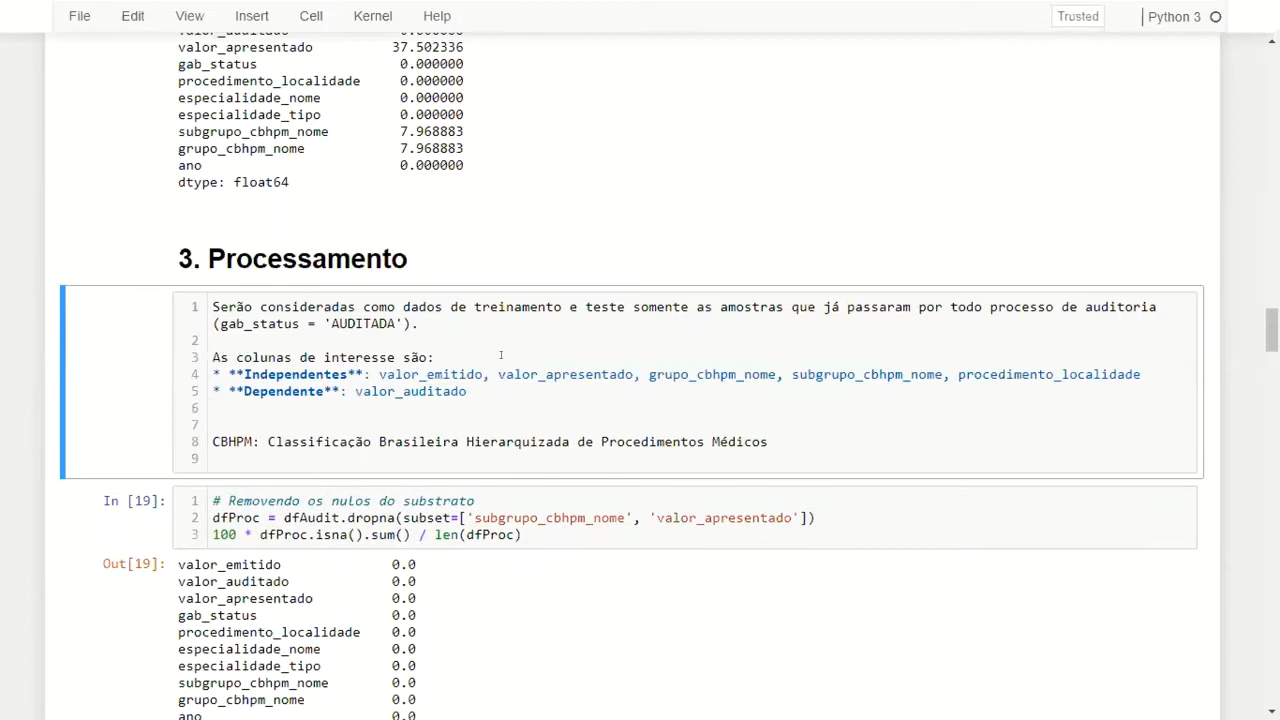 File Edit View Insert Cell Kernel Help Trusted Python 3
valor_auditado 0.000000
valor_apresentado 37.502336
gab_status 0.000000
procedimento_localidade 0.000000
especialidade_nome 0.000000
especialidade_tipo 0.000000
subgrupo_cbhpm_nome 7.968883
grupo_cbhpm_nome 7.968883
ano 0.000000
dtype: float64
3. Processamento
1 Serão consideradas como dados de treinamento e teste somente as amostras que já passaram por todo processo de auditoria
(gab_status = 'AUDITADA').
2
3 As colunas de interesse são:
4 * **Independentes**: valor_emitido, valor_apresentado, grupo_cbhpm_nome, subgrupo_cbhpm_nome, procedimento_localidade
5 * **Dependente**: valor_auditado
6
7
8 CBHPM: Classificação Brasileira Hierarquizada de Procedimentos Médicos
9
In [19]: 1 # Removendo os nulos do substrato
2 dfProc = dfAudit.dropna(subset=['subgrupo_cbhpm_nome', 'valor_apresentado'])
3 100 * dfProc.isna().sum() / len(dfProc)
Out[19]: valor_emitido 0.0
valor_auditado 0.0
valor_apresentado 0.0
gab_status 0.0
procedimento_localidade 0.0
especialidade_nome 0.0
especialidade_tipo 0.0
subgrupo_cbhpm_nome 0.0
grupo_cbhpm_nome 0.0
ano 0.0